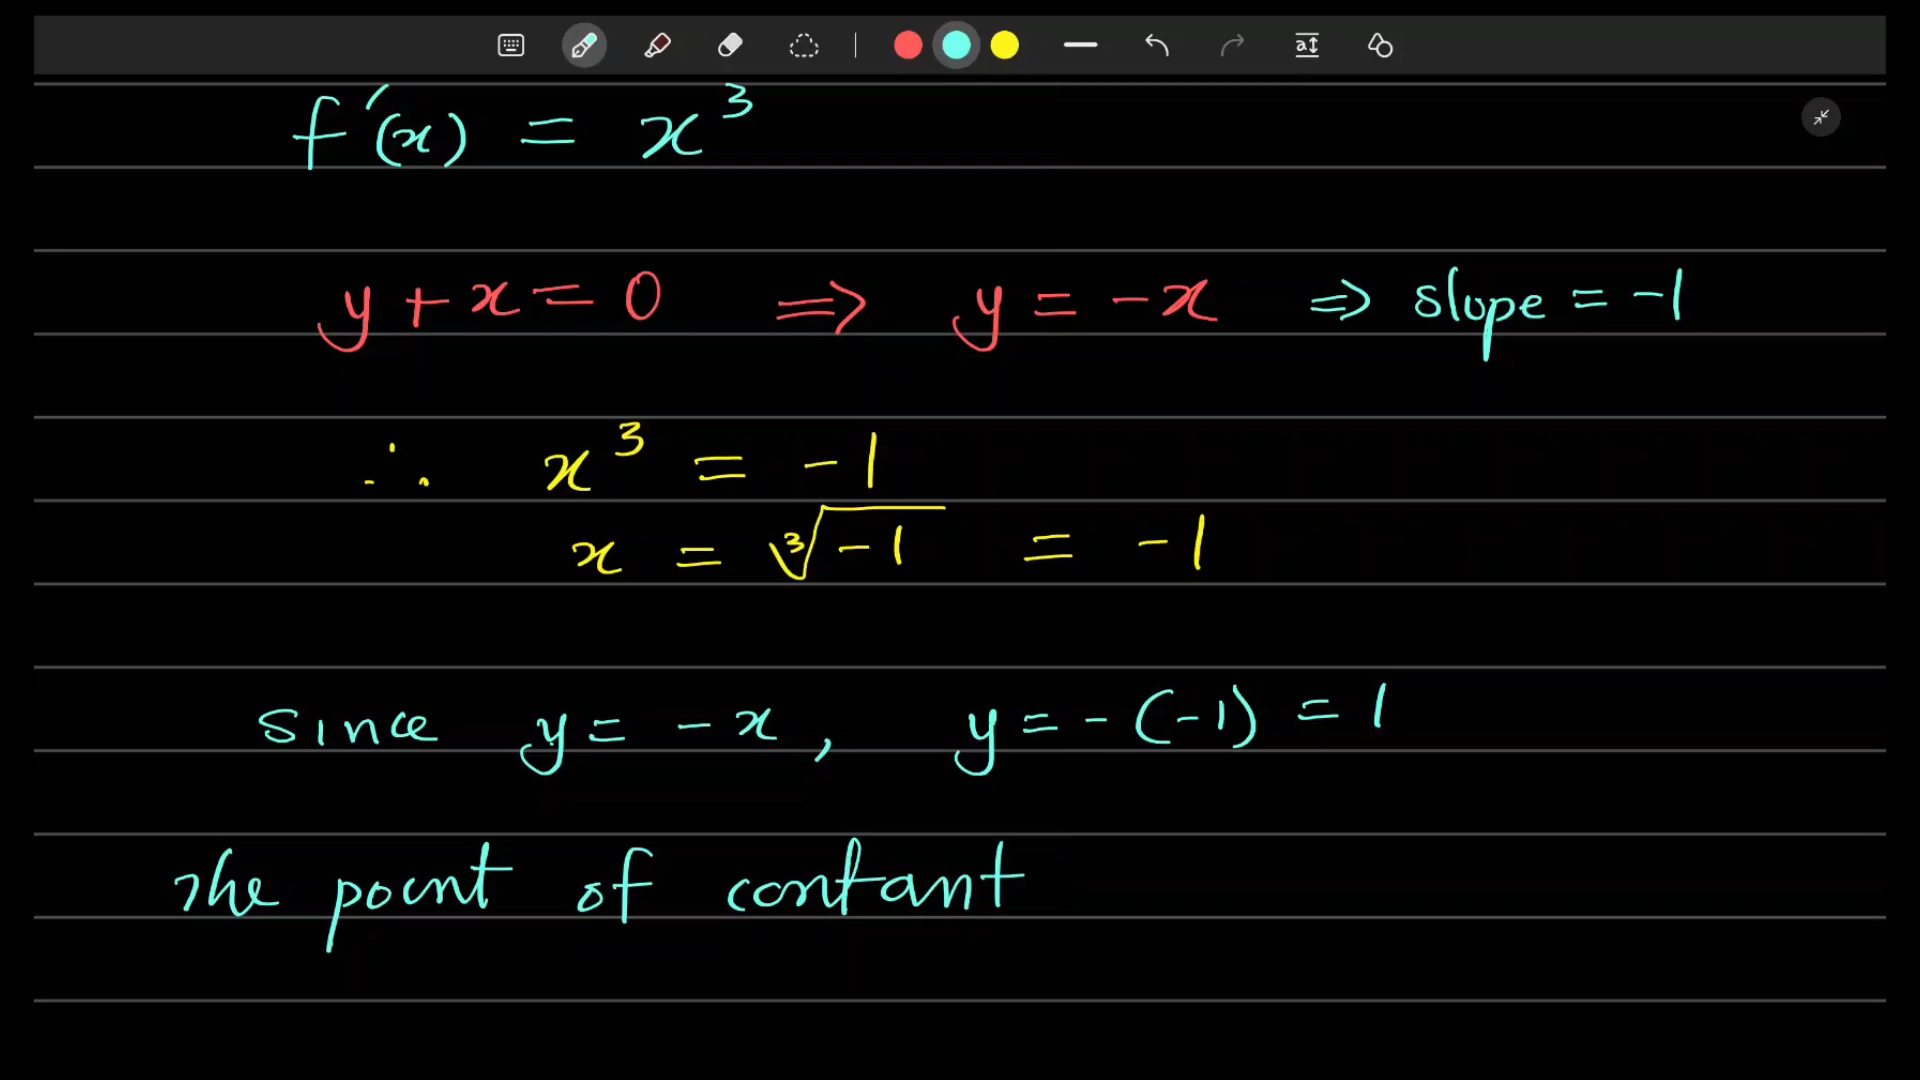 f'(x) = x³
y + x = 0 ⇒ y = -x ⇒ slope = -1
∴ x³ = -1
x = ∛-1 = -1
since y = -x, y = -(-1) = 1
The point of contant